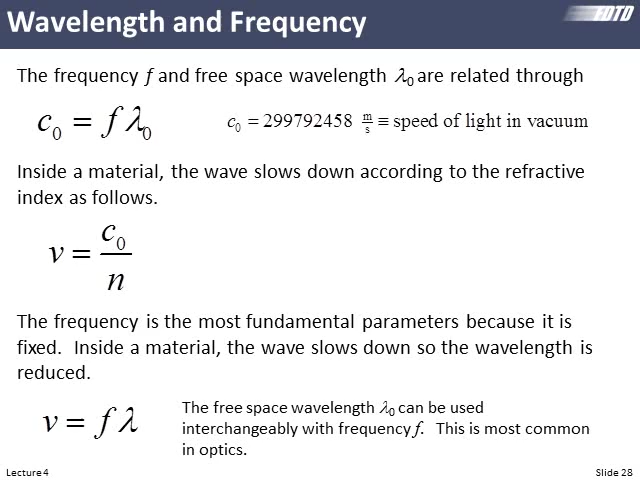 Wavelength and Frequency
FDTD
The frequency f and free space wavelength λ₀ are related through
c₀ = f λ₀
c₀ = 299792458 m/s ≡ speed of light in vacuum
Inside a material, the wave slows down according to the refractive
index as follows.
v = c₀/n
The frequency is the most fundamental parameters because it is
fixed. Inside a material, the wave slows down so the wavelength is
reduced.
v = f λ
The free space wavelength λ₀ can be used
interchangeably with frequency f. This is most common
in optics.
Lecture 4
Slide 28